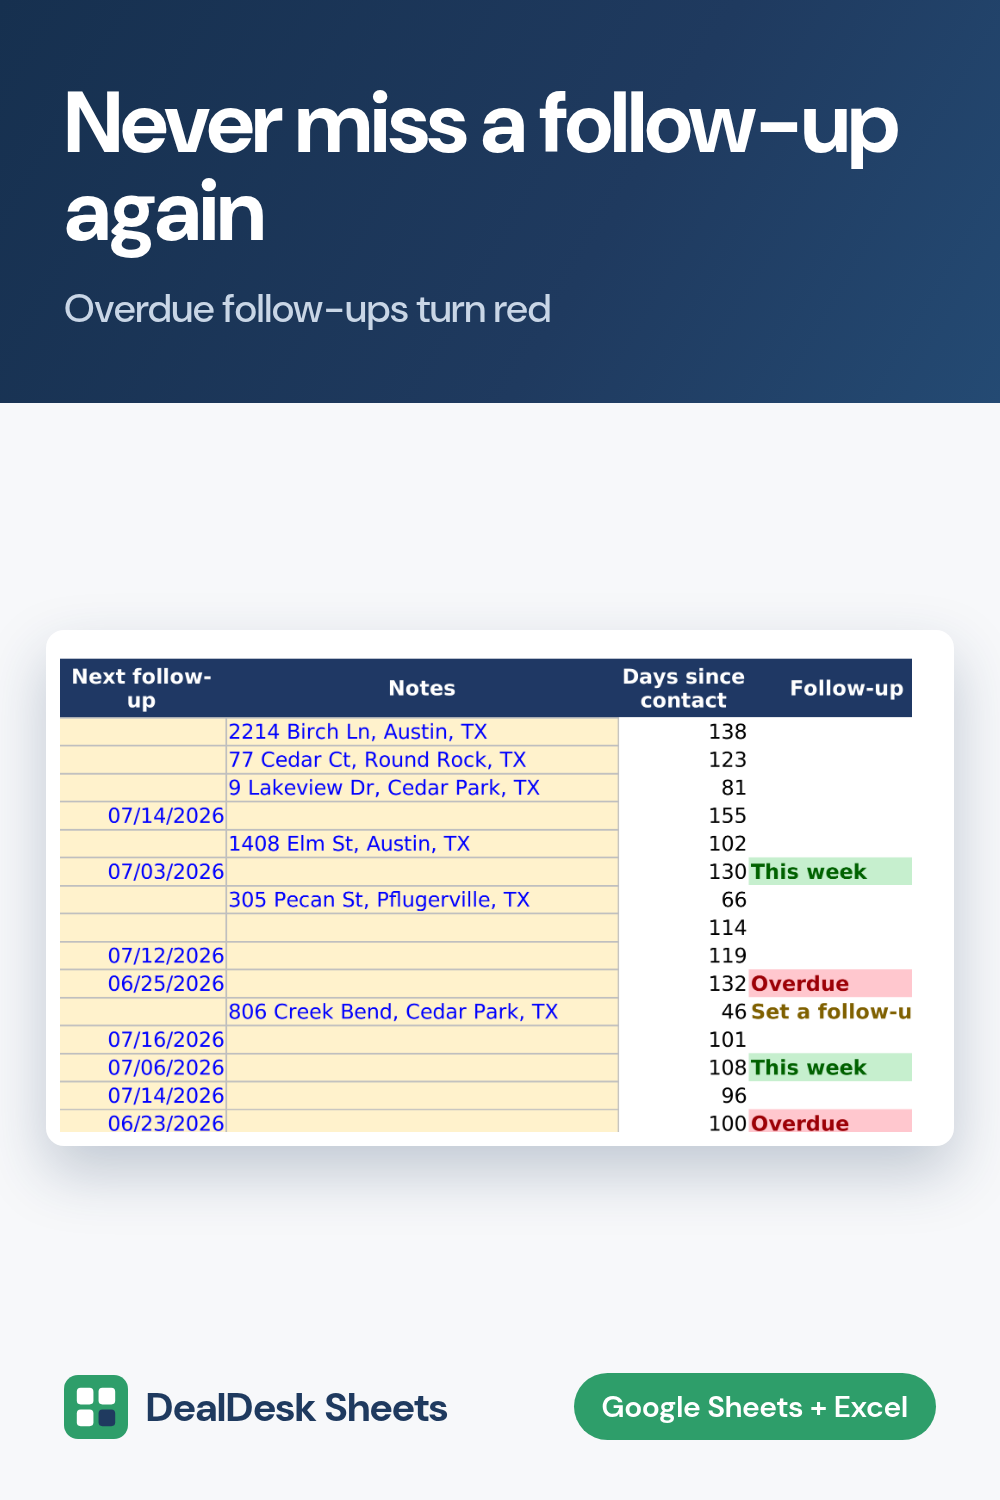 Never miss a follow-up
again
Overdue follow-ups turn red
Next follow-
up Notes Days since
contact Follow-up
2214 Birch Ln, Austin, TX 138
77 Cedar Ct, Round Rock, TX 123
9 Lakeview Dr, Cedar Park, TX 81
07/14/2026 155
1408 Elm St, Austin, TX 102
07/03/2026 130 This week
305 Pecan St, Pflugerville, TX 66
114
07/12/2026 119
06/25/2026 132 Overdue
806 Creek Bend, Cedar Park, TX 46 Set a follow-u
07/16/2026 101
07/06/2026 108 This week
07/14/2026 96
06/23/2026 100 Overdue
DealDesk Sheets
Google Sheets + Excel